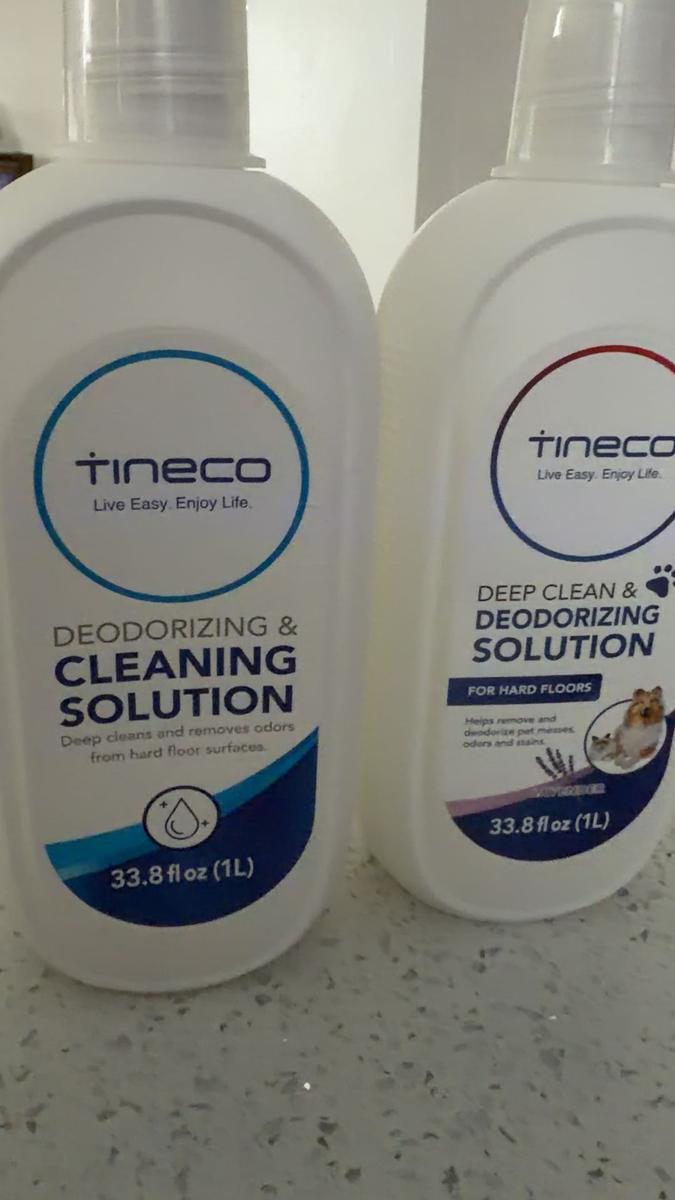 TINECO
Live Easy. Enjoy Life.
DEODORIZING &
CLEANING
SOLUTION
Deep cleans and removes odors
from hard floor surfaces.
33.8 fl oz (1L)
TINECO
Live Easy. Enjoy Life.
DEEP CLEAN &
DEODORIZING
SOLUTION
FOR HARD FLOORS
Helps remove and
deodorize pet messes,
odors and stains.
LAVENDER
33.8 fl oz (1L)